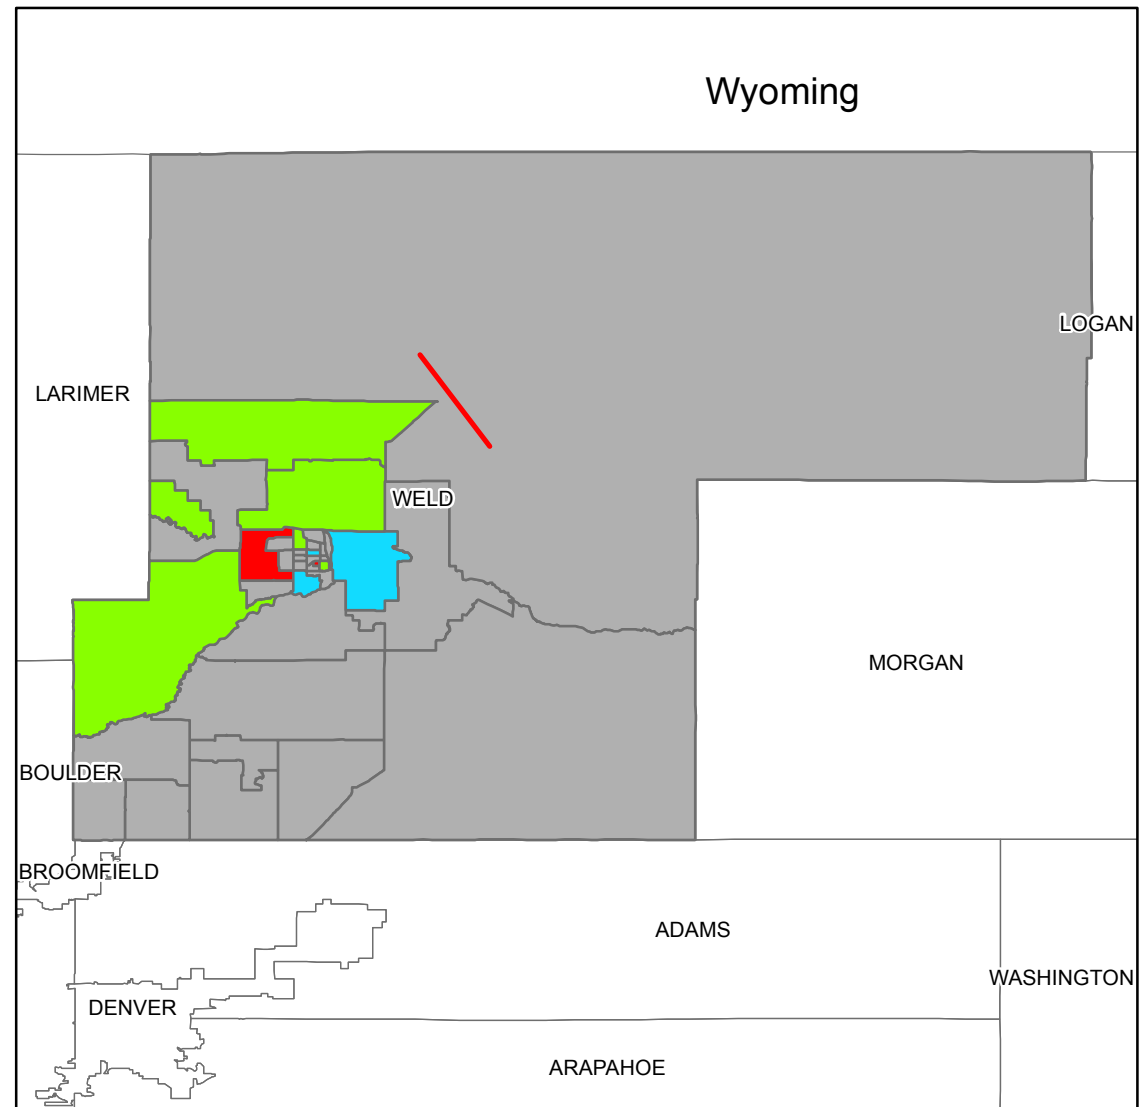 Wyoming
LOGAN
LARIMER
WELD
MORGAN
BOULDER
BROOMFIELD
ADAMS
WASHINGTON
DENVER
ARAPAHOE